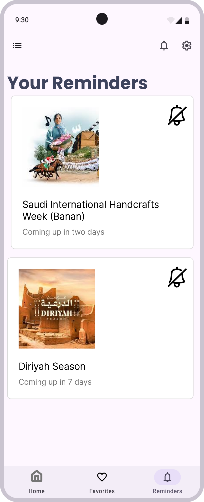 9:30
Your Reminders
Saudi International Handcrafts
Week (Banan)
Coming up in two days
الدرعية
DIRIYAH
Diriyah Season
Coming up in 7 days
Home
Favorites
Reminders